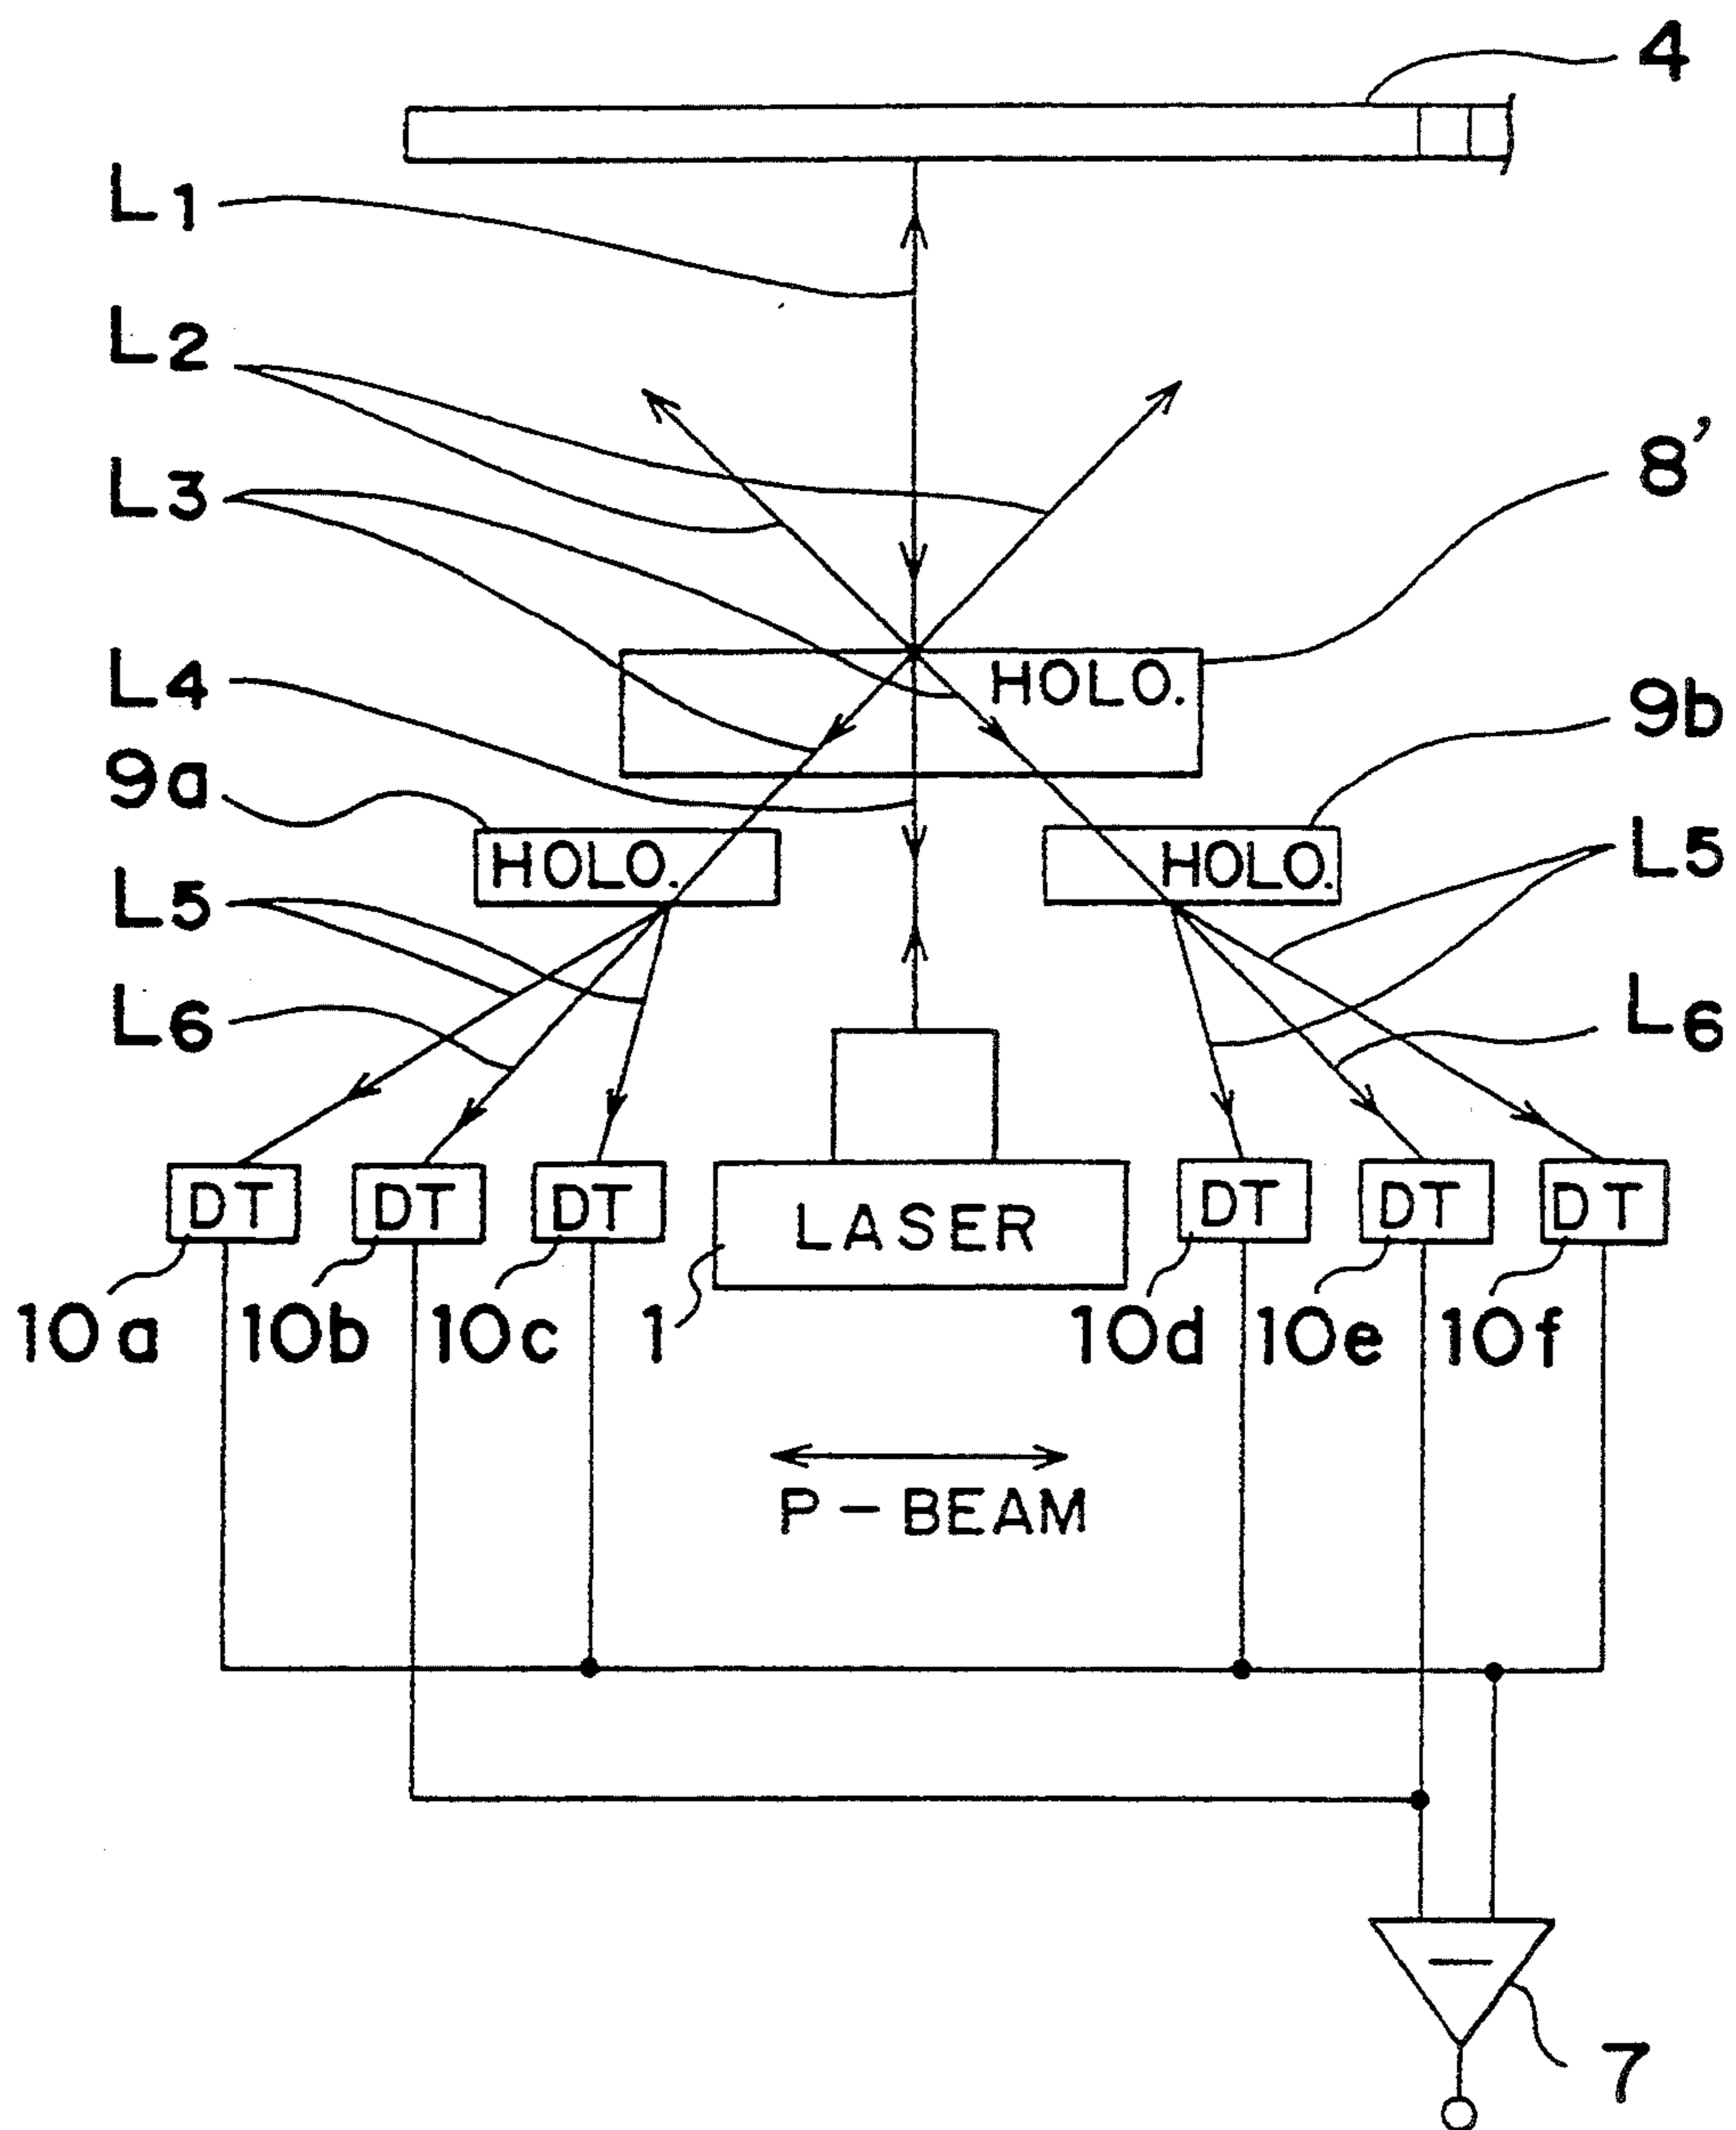 4
L1
L2
8'
L3
HOLO.
L4
9b
9a
HOLO.
HOLO.
L5
L5
L6
L6
DT
DT
DT
LASER
DT
DT
DT
10a
10b
10c
1
10d
10e
10f
P-BEAM
−
7